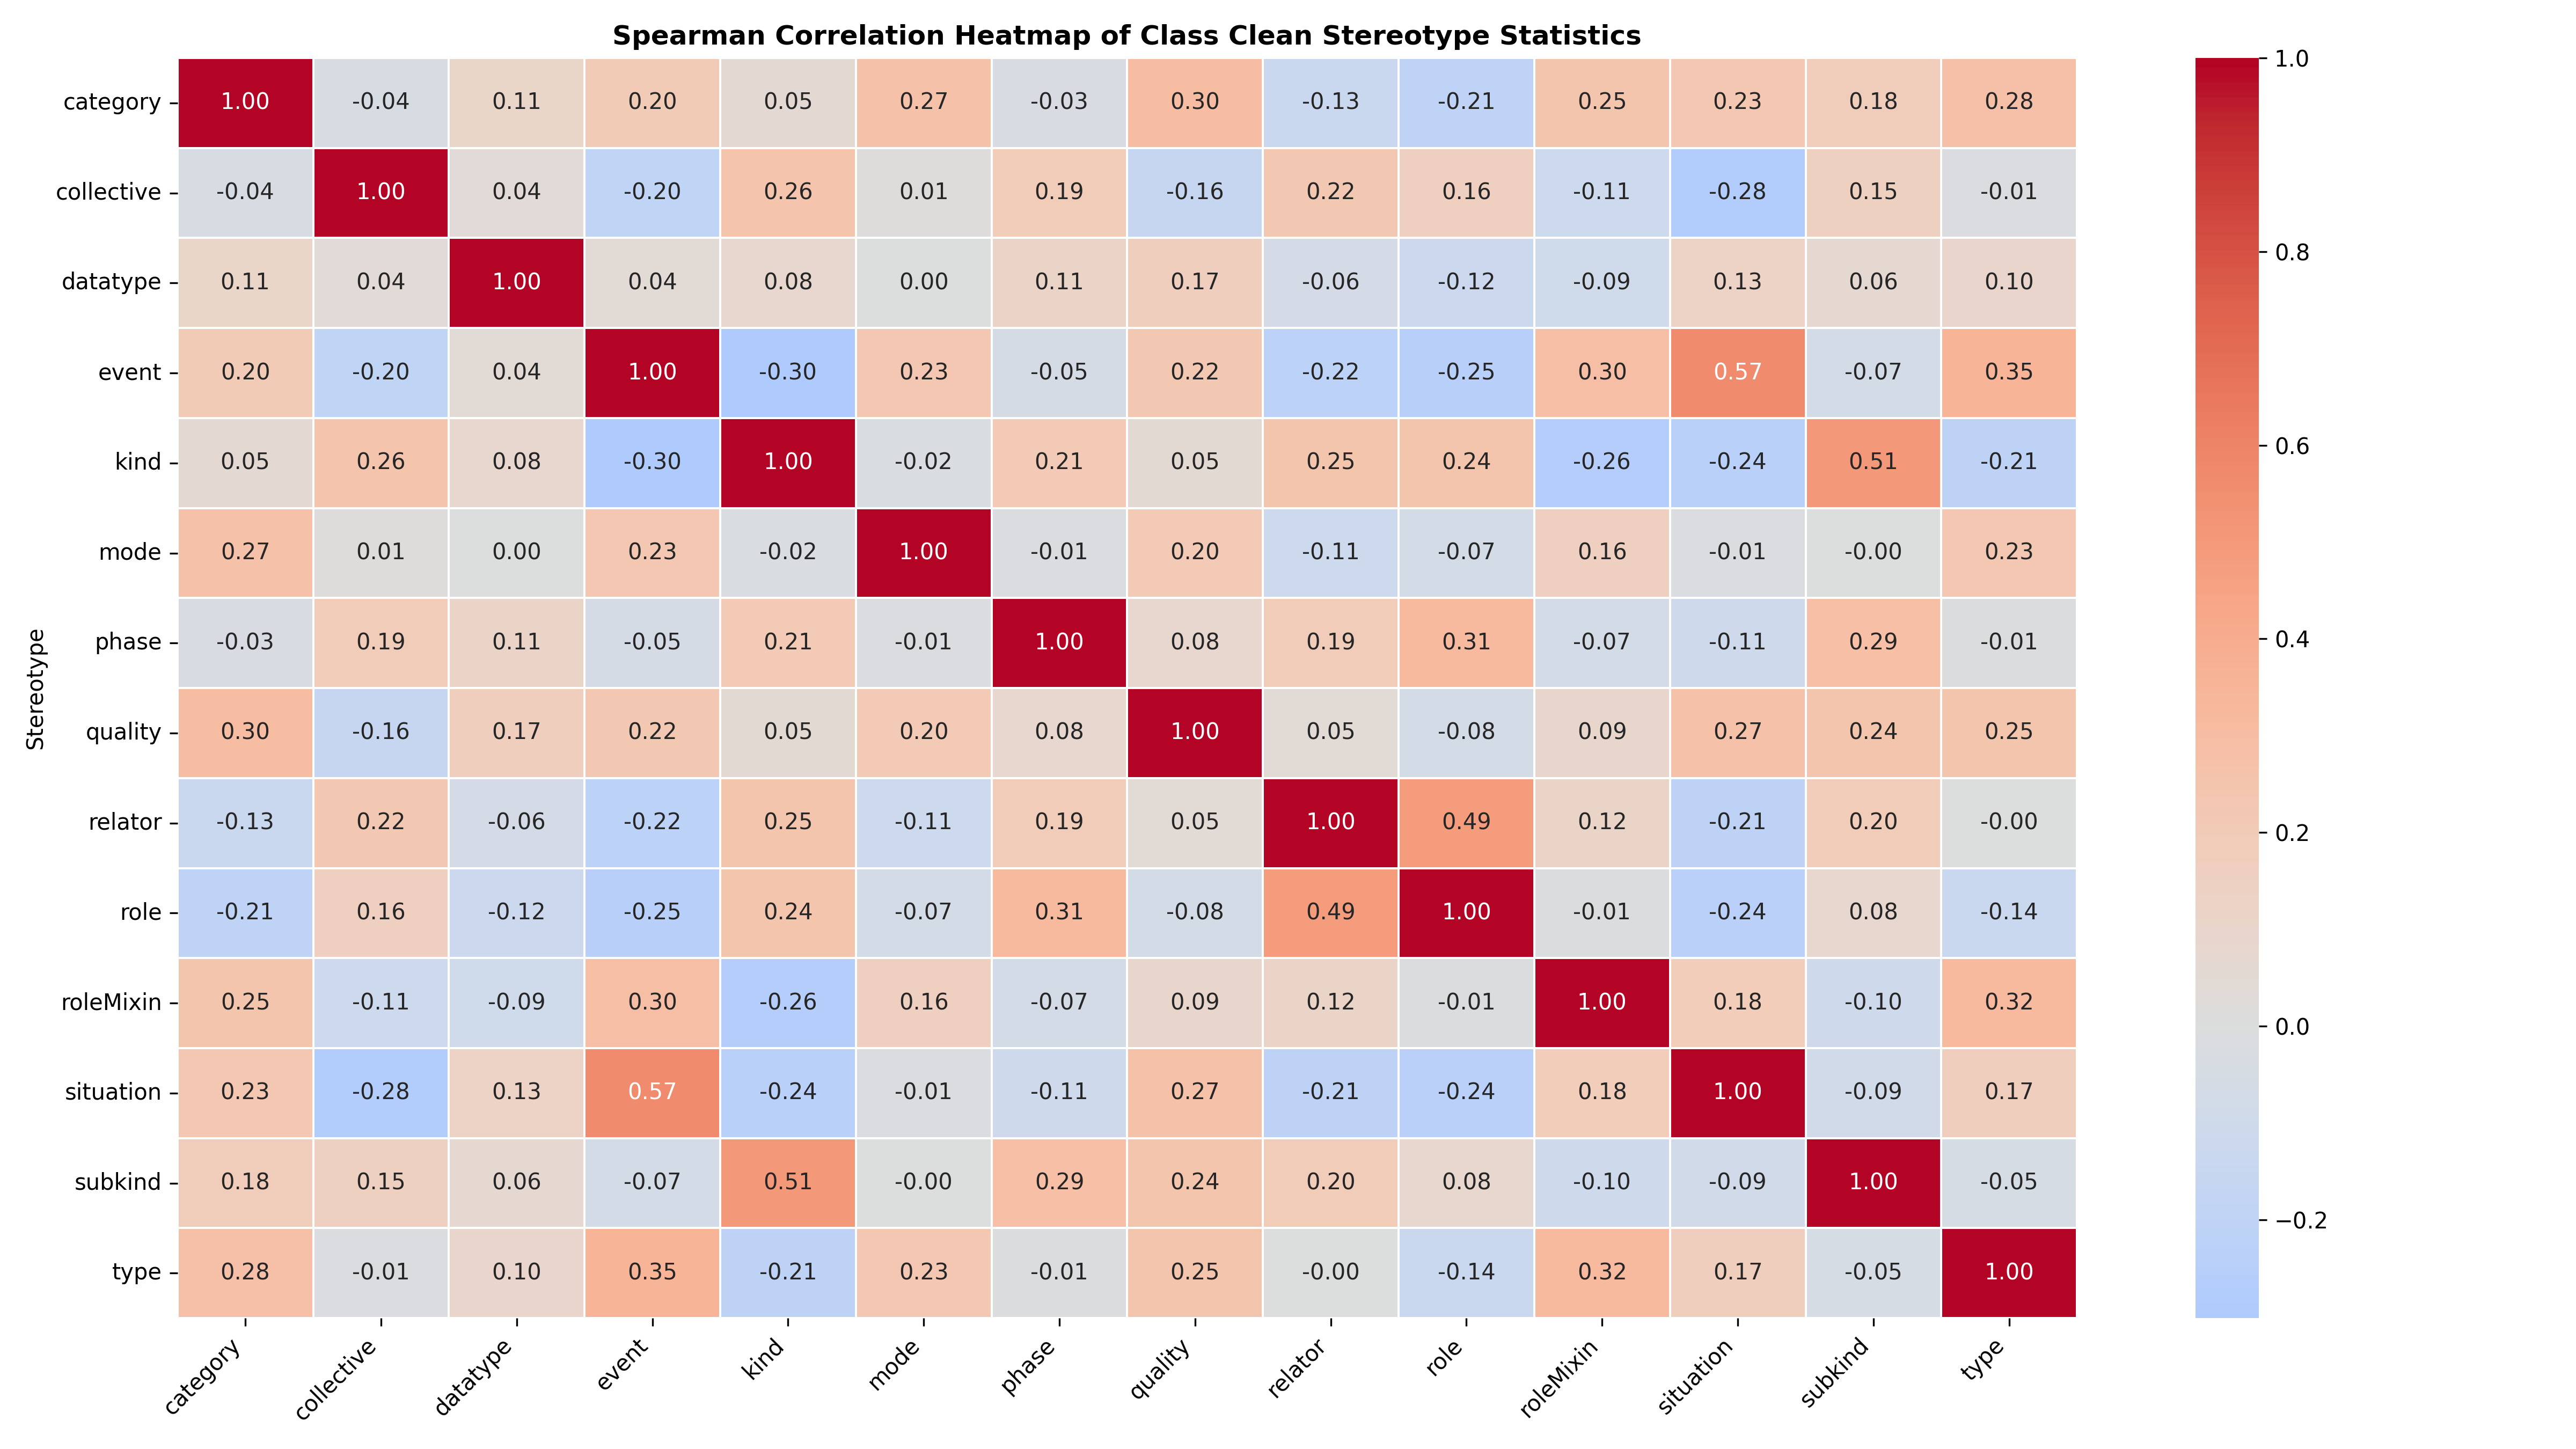 Spearman Correlation Heatmap of Class Clean Stereotype Statistics
category 1.00 -0.04 0.11 0.20 0.05 0.27 -0.03 0.30 -0.13 -0.21 0.25 0.23 0.18 0.28
collective -0.04 1.00 0.04 -0.20 0.26 0.01 0.19 -0.16 0.22 0.16 -0.11 -0.28 0.15 -0.01
datatype 0.11 0.04 1.00 0.04 0.08 0.00 0.11 0.17 -0.06 -0.12 -0.09 0.13 0.06 0.10
event 0.20 -0.20 0.04 1.00 -0.30 0.23 -0.05 0.22 -0.22 -0.25 0.30 0.57 -0.07 0.35
kind 0.05 0.26 0.08 -0.30 1.00 -0.02 0.21 0.05 0.25 0.24 -0.26 -0.24 0.51 -0.21
mode 0.27 0.01 0.00 0.23 -0.02 1.00 -0.01 0.20 -0.11 -0.07 0.16 -0.01 -0.00 0.23
phase -0.03 0.19 0.11 -0.05 0.21 -0.01 1.00 0.08 0.19 0.31 -0.07 -0.11 0.29 -0.01
quality 0.30 -0.16 0.17 0.22 0.05 0.20 0.08 1.00 0.05 -0.08 0.09 0.27 0.24 0.25
relator -0.13 0.22 -0.06 -0.22 0.25 -0.11 0.19 0.05 1.00 0.49 0.12 -0.21 0.20 -0.00
role -0.21 0.16 -0.12 -0.25 0.24 -0.07 0.31 -0.08 0.49 1.00 -0.01 -0.24 0.08 -0.14
roleMixin 0.25 -0.11 -0.09 0.30 -0.26 0.16 -0.07 0.09 0.12 -0.01 1.00 0.18 -0.10 0.32
situation 0.23 -0.28 0.13 0.57 -0.24 -0.01 -0.11 0.27 -0.21 -0.24 0.18 1.00 -0.09 0.17
subkind 0.18 0.15 0.06 -0.07 0.51 -0.00 0.29 0.24 0.20 0.08 -0.10 -0.09 1.00 -0.05
type 0.28 -0.01 0.10 0.35 -0.21 0.23 -0.01 0.25 -0.00 -0.14 0.32 0.17 -0.05 1.00
category collective datatype event kind mode phase quality relator role roleMixin situation subkind type
Stereotype
1.0
0.8
0.6
0.4
0.2
0.0
−0.2